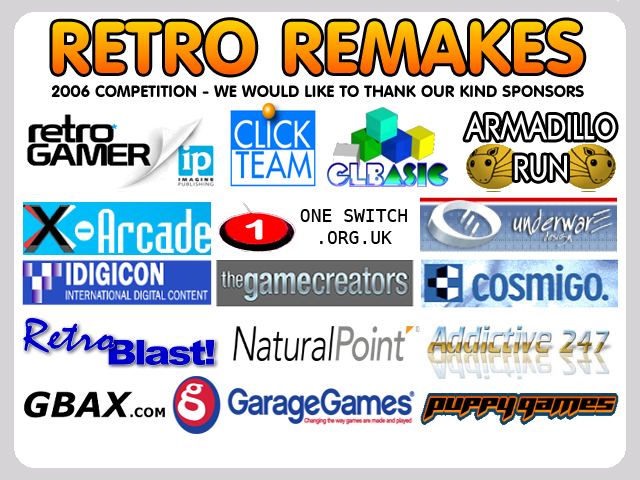 RETRO REMAKES
2006 COMPETITION - WE WOULD LIKE TO THANK OUR KIND SPONSORS
retro
GAMER
ip
IMAGINE
PUBLISHING
CLICK
TEAM
GLBASIC
ARMADILLO
RUN
X-Arcade
1
ONE SWITCH
.ORG.UK
underwarE
design
IDIGICON
INTERNATIONAL DIGITAL CONTENT
thegamecreators
COSMIGO.
Retro
Blast!
NaturalPoint
Addictive 247
GBAX.COM
g
GarageGames
Changing the way games are made and played
puppygames